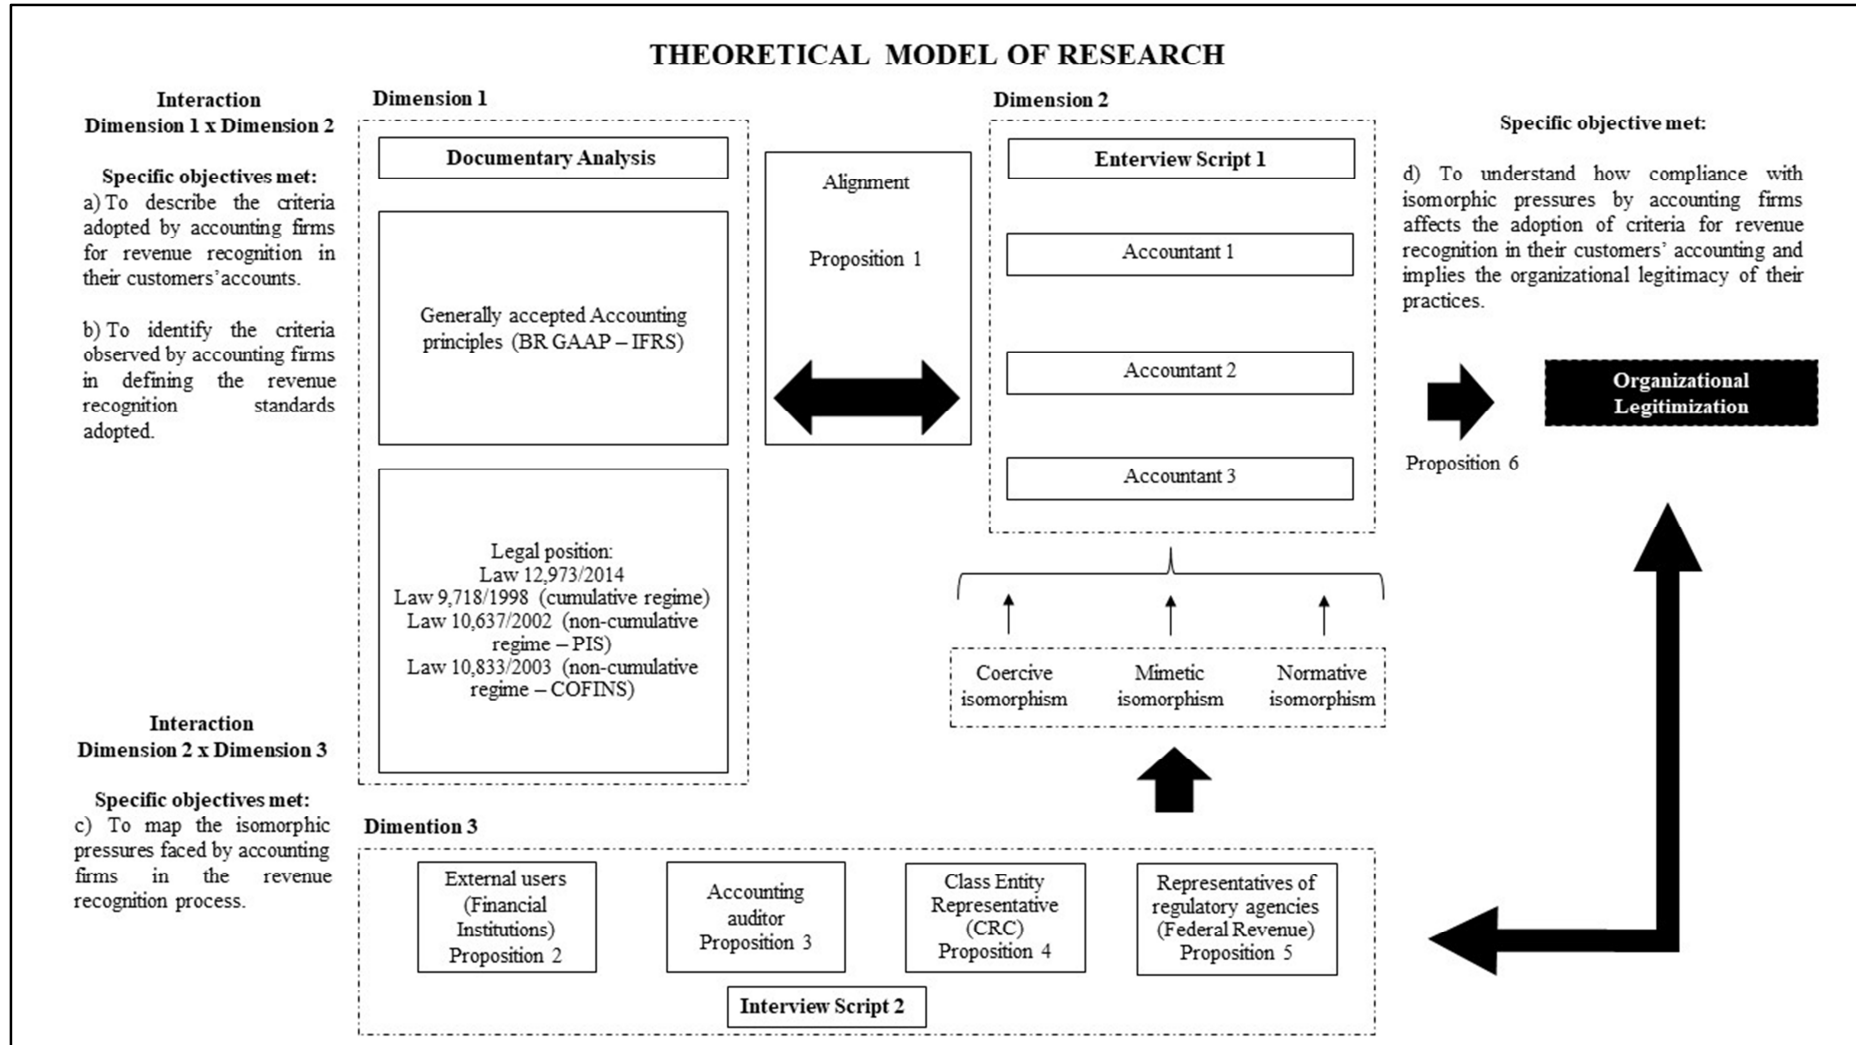 THEORETICAL MODEL OF RESEARCH
Interaction
Dimension 1 x Dimension 2
Specific objectives met:
a) To describe the criteria
adopted by accounting firms
for revenue recognition in
their customers' accounts.
b) To identify the criteria
observed by accounting firms
in defining the revenue
recognition standards
adopted.
Interaction
Dimension 2 x Dimension 3
Specific objectives met:
c) To map the isomorphic
pressures faced by accounting
firms in the revenue
recognition process.
Dimension 1
Documentary Analysis
Generally accepted Accounting
principles (BR GAAP – IFRS)
Legal position:
Law 12,973/2014
Law 9,718/1998 (cumulative regime)
Law 10,637/2002 (non-cumulative
regime – PIS)
Law 10,833/2003 (non-cumulative
regime – COFINS)
Alignment
Proposition 1
Dimension 2
Enterview Script 1
Accountant 1
Accountant 2
Accountant 3
Coercive
isomorphism
Mimetic
isomorphism
Normative
isomorphism
Specific objective met:
d) To understand how compliance with
isomorphic pressures by accounting firms
affects the adoption of criteria for revenue
recognition in their customers' accounting and
implies the organizational legitimacy of their
practices.
Proposition 6
Organizational
Legitimization
Dimention 3
External users
(Financial
Institutions)
Proposition 2
Accounting
auditor
Proposition 3
Class Entity
Representative
(CRC)
Proposition 4
Representatives of
regulatory agencies
(Federal Revenue)
Proposition 5
Interview Script 2